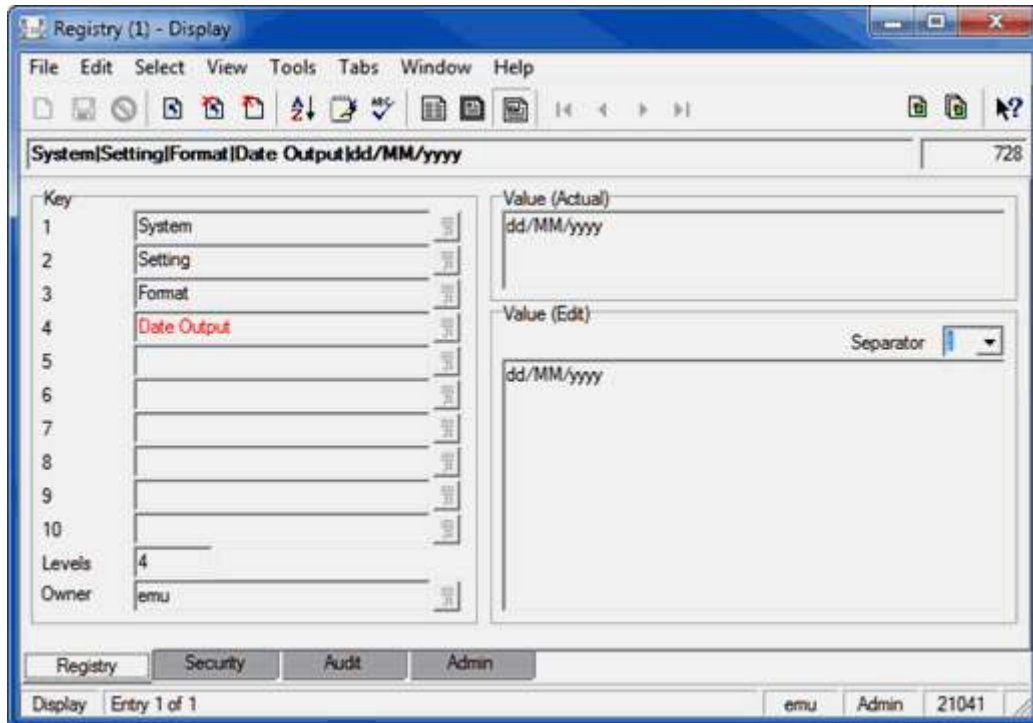 Registry (1) - Display
File Edit Select View Tools Tabs Window Help
System|Setting|Format|Date Output|dd/MM/yyyy 728
Key
1 System
2 Setting
3 Format
4 Date Output
5
6
7
8
9
10
Levels 4
Owner emu
Value (Actual)
dd/MM/yyyy
Value (Edit)
Separator
dd/MM/yyyy
Registry Security Audit Admin
Display Entry 1 of 1 emu Admin 21041